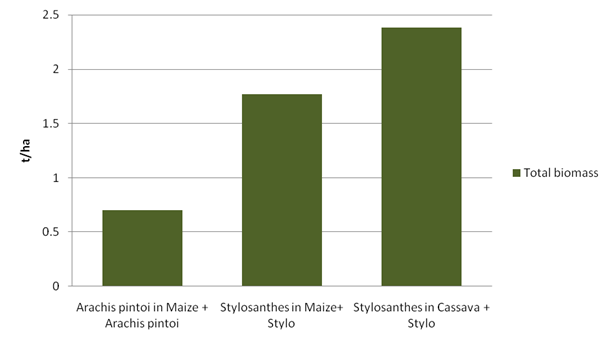 2.5
2
1.5
1
0.5
0
t/ha
Arachis pintoi in Maize +
Arachis pintoi
Stylosanthes in Maize+
Stylo
Stylosanthes in Cassava +
Stylo
Total biomass